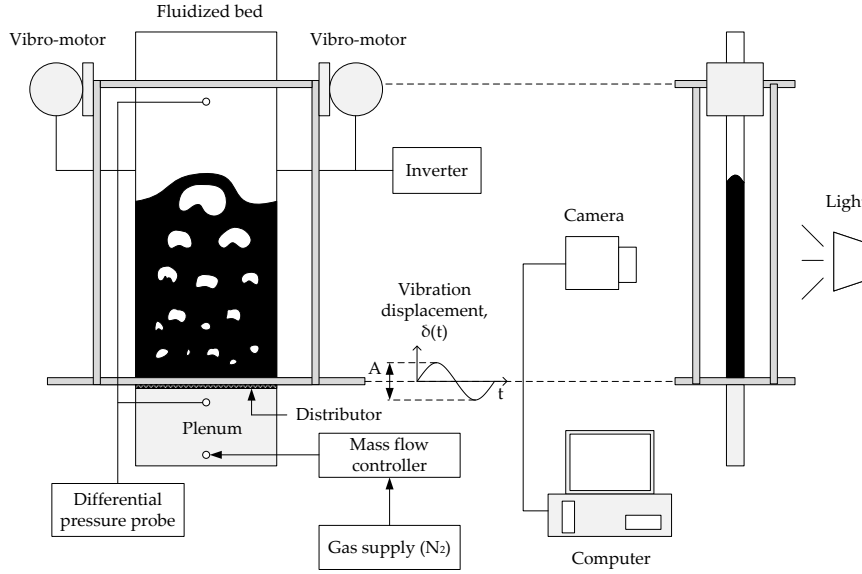 Fluidized bed
Vibro-motor
Vibro-motor
Inverter
Camera
Light
Vibration
displacement,
δ(t)
A
t
Distributor
Plenum
Mass flow
controller
Differential
pressure probe
Gas supply (N₂)
Computer